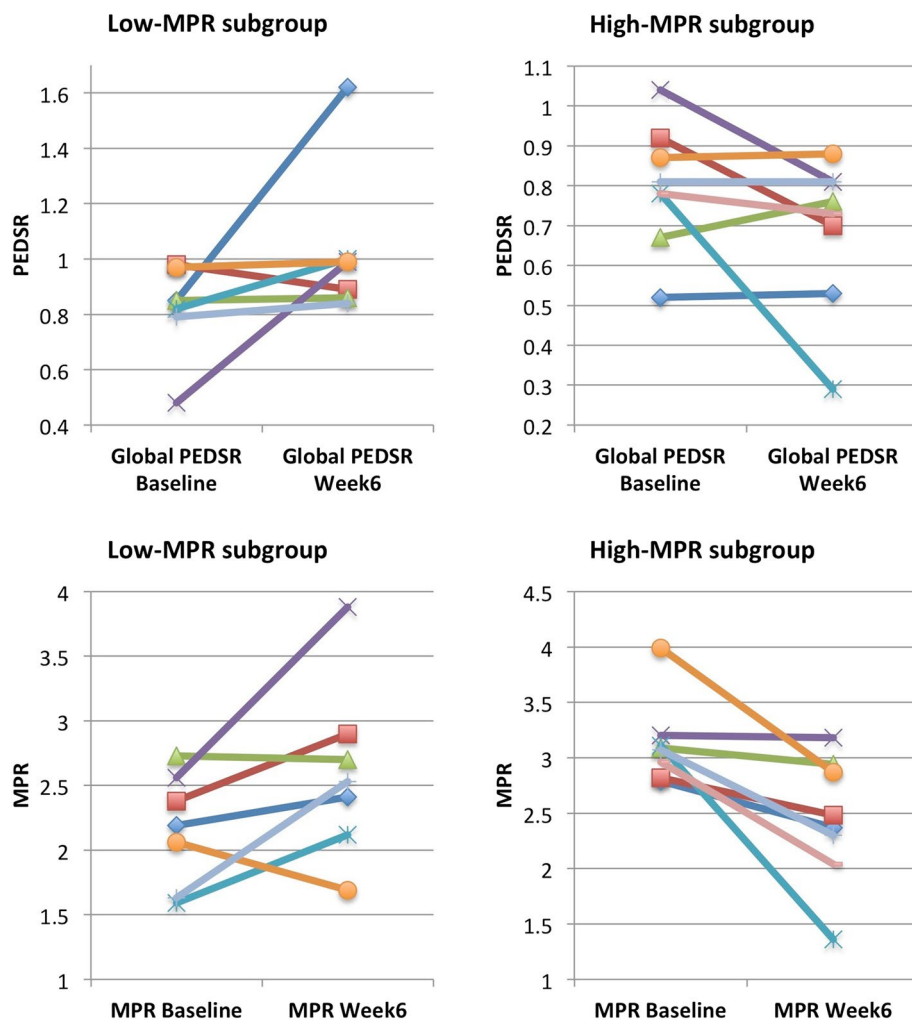 Low-MPR subgroup
PEDSR
1.6
1.4
1.2
1
0.8
0.6
0.4
Global PEDSR Global PEDSR
Baseline Week6
High-MPR subgroup
PEDSR
1.1
1
0.9
0.8
0.7
0.6
0.5
0.4
0.3
0.2
Global PEDSR Global PEDSR
Baseline Week6
Low-MPR subgroup
MPR
4
3.5
3
2.5
2
1.5
1
MPR Baseline MPR Week6
High-MPR subgroup
MPR
4.5
4
3.5
3
2.5
2
1.5
1
MPR Baseline MPR Week6